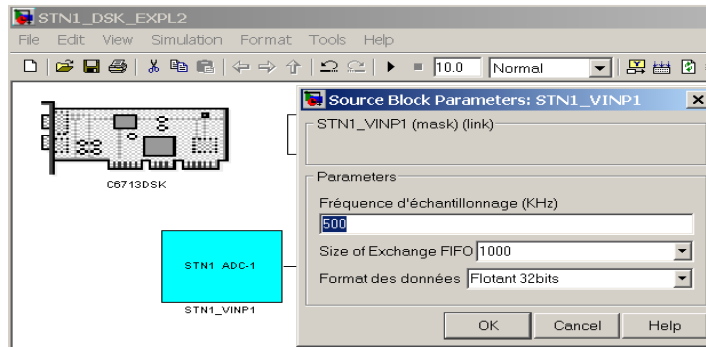 STN1_DSK_EXPL2
File Edit View Simulation Format Tools Help
10.0 Normal
Source Block Parameters: STN1_VINP1
STN1_VINP1 (mask) (link)
Parameters
Fréquence d'échantillonnage (KHz)
500
Size of Exchange FIFO 1000
Format des données Flotant 32bits
OK Cancel Help
C6713DSK
STN1 ADC-1
STN1_VINP1